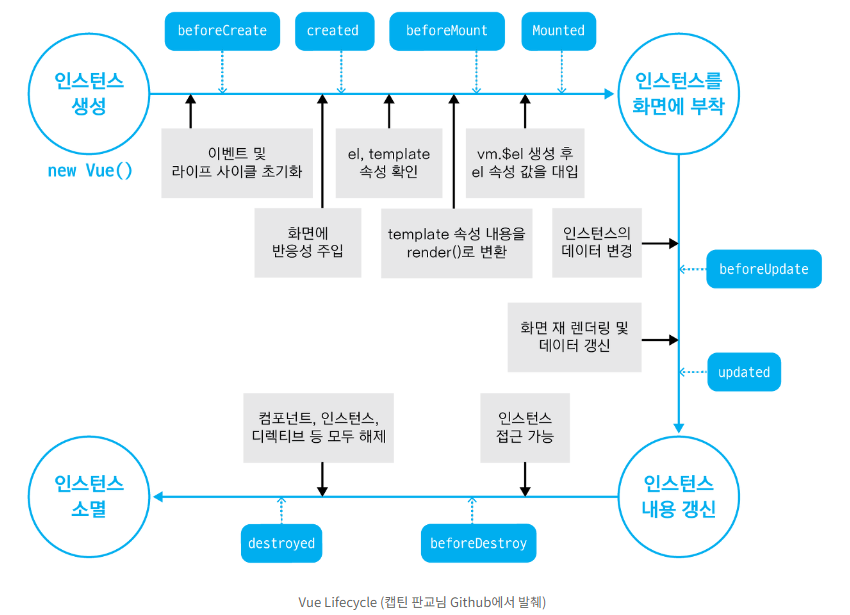 beforeCreate
created
beforeMount
Mounted
인스턴스
생성
new Vue()
인스턴스를
화면에 부착
이벤트 및
라이프 사이클 초기화
el, template
속성 확인
vm.$el 생성 후
el 속성 값을 대입
화면에
반응성 주입
template 속성 내용을
render()로 변환
인스턴스의
데이터 변경
beforeUpdate
화면 재 렌더링 및
데이터 갱신
updated
컴포넌트, 인스턴스,
디렉티브 등 모두 해제
인스턴스
접근 가능
인스턴스
소멸
인스턴스
내용 갱신
destroyed
beforeDestroy
Vue Lifecycle (캡틴 판교님 Github에서 발췌)